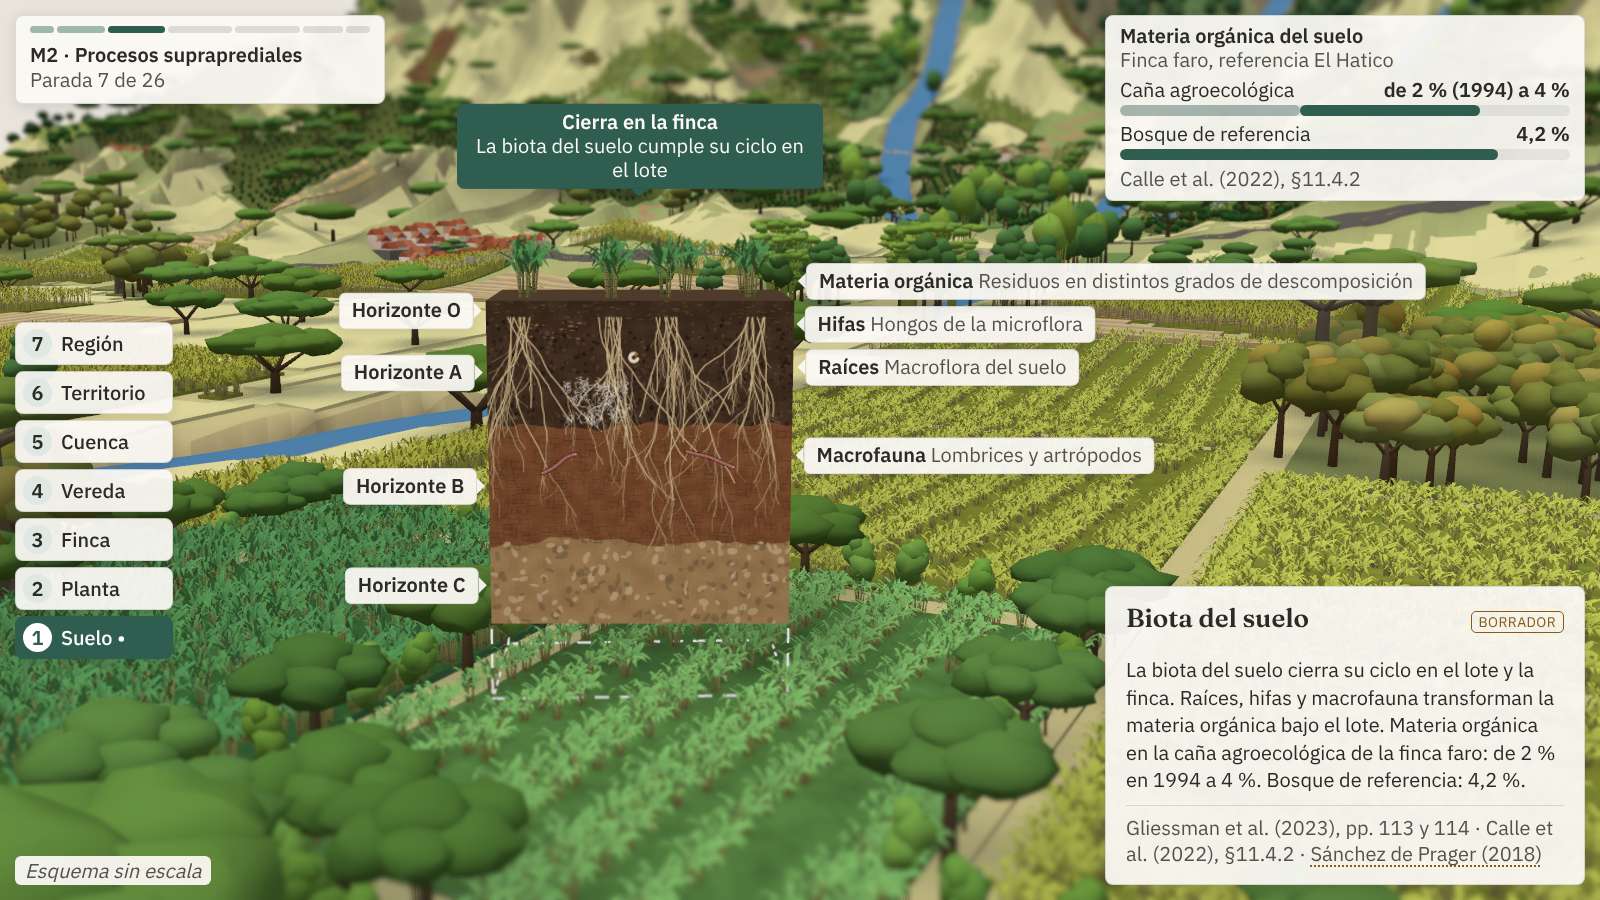 M2 · Procesos supraprediales
Parada 7 de 26
Cierra en la finca
La biota del suelo cumple su ciclo en
el lote
Materia orgánica del suelo
Finca faro, referencia El Hatico
Caña agroecológica de 2 % (1994) a 4 %
Bosque de referencia 4,2 %
Calle et al. (2022), §11.4.2
7 Región
6 Territorio
5 Cuenca
4 Vereda
3 Finca
2 Planta
1 Suelo •
Horizonte O
Horizonte A
Horizonte B
Horizonte C
Materia orgánica Residuos en distintos grados de descomposición
Hifas Hongos de la microflora
Raíces Macroflora del suelo
Macrofauna Lombrices y artrópodos
Biota del suelo
BORRADOR
La biota del suelo cierra su ciclo en el lote y la
finca. Raíces, hifas y macrofauna transforman la
materia orgánica bajo el lote. Materia orgánica
en la caña agroecológica de la finca faro: de 2 %
en 1994 a 4 %. Bosque de referencia: 4,2 %.
Gliessman et al. (2023), pp. 113 y 114 · Calle et
al. (2022), §11.4.2 · Sánchez de Prager (2018)
Esquema sin escala